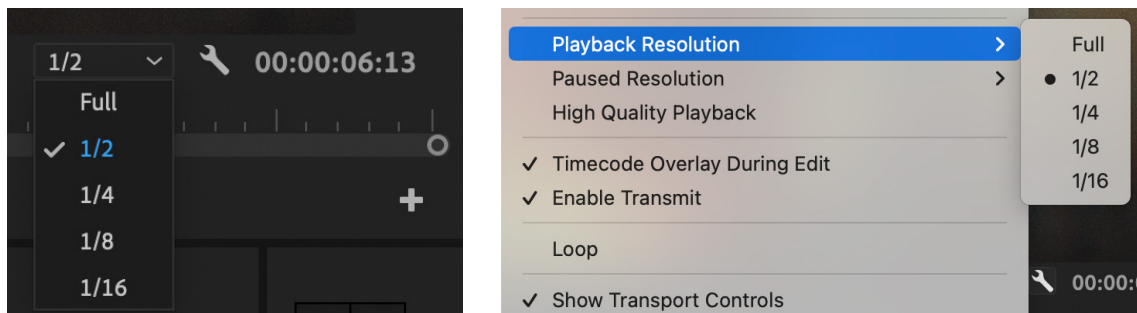 1/2
00:00:06:13
Full
1/2
1/4
1/8
1/16
Playback Resolution
Paused Resolution
High Quality Playback
Timecode Overlay During Edit
Enable Transmit
Loop
Show Transport Controls
Full
1/2
1/4
1/8
1/16
00:00: